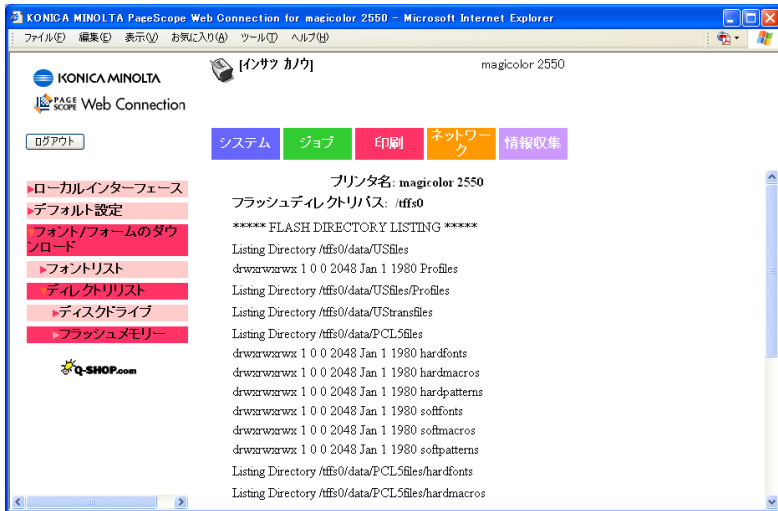 KONICA MINOLTA PageScope Web Connection for magicolor 2550 - Microsoft Internet Explorer
ファイル(F) 編集(E) 表示(V) お気に入り(A) ツール(T) ヘルプ(H)
KONICA MINOLTA
[インサツ カノウ]
magicolor 2550
PAGE SCOPE Web Connection
ログアウト
システム
ジョブ
印刷
ネットワー
ク
情報収集
ローカルインターフェース
デフォルト設定
フォント/フォームのダウ
ンロード
フォントリスト
ディレクトリリスト
ディスクドライブ
フラッシュメモリー
Q-SHOP.com
プリンタ名: magicolor 2550
フラッシュディレクトリパス: /tffs0
***** FLASH DIRECTORY LISTING *****
Listing Directory /tffs0/data/USfiles
drwxrwxrwx 1 0 0 2048 Jan 1 1980 Profiles
Listing Directory /tffs0/data/USfiles/Profiles
Listing Directory /tffs0/data/UStransfiles
Listing Directory /tffs0/data/PCL5files
drwxrwxrwx 1 0 0 2048 Jan 1 1980 hardfonts
drwxrwxrwx 1 0 0 2048 Jan 1 1980 hardmacros
drwxrwxrwx 1 0 0 2048 Jan 1 1980 hardpatterns
drwxrwxrwx 1 0 0 2048 Jan 1 1980 softfonts
drwxrwxrwx 1 0 0 2048 Jan 1 1980 softmacros
drwxrwxrwx 1 0 0 2048 Jan 1 1980 softpatterns
Listing Directory /tffs0/data/PCL5files/hardfonts
Listing Directory /tffs0/data/PCL5files/hardmacros